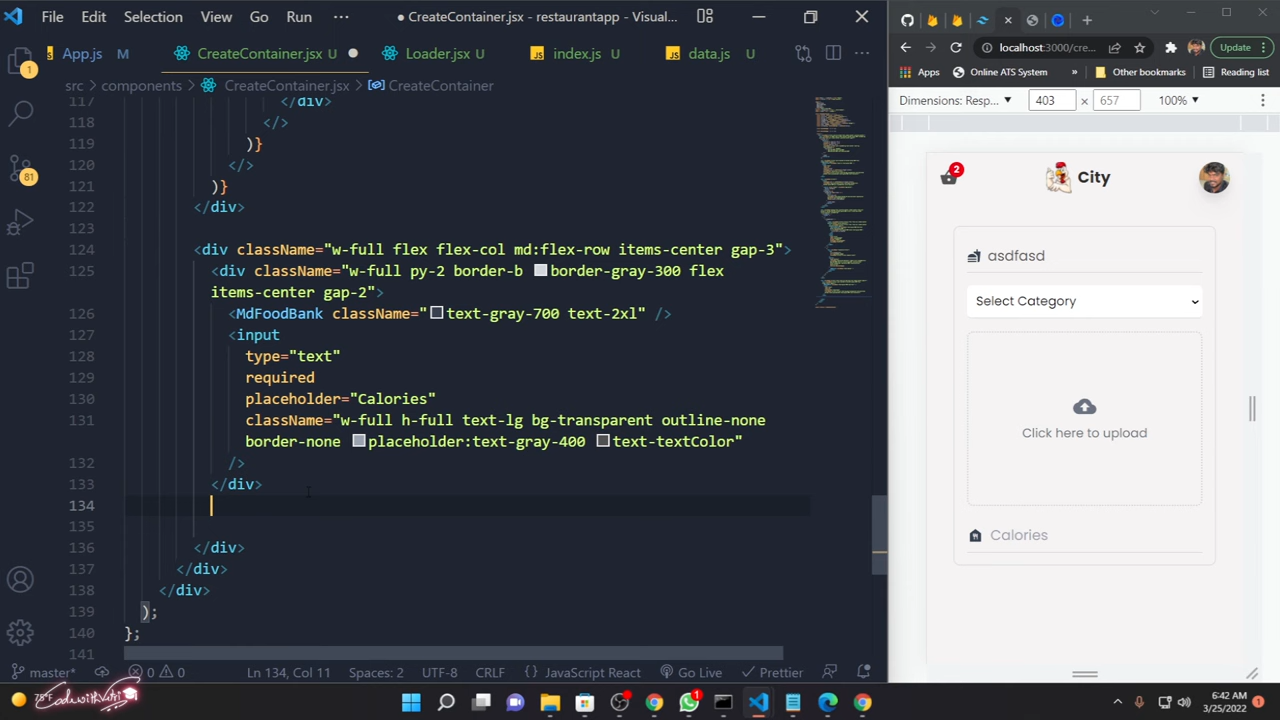 File Edit Selection View Go Run ··· ● CreateContainer.jsx - restaurantapp - Visual...
App.js M CreateContainer.jsx U ● Loader.jsx U index.js U data.js U ···
src > components > CreateContainer.jsx > CreateContainer
117 </div>
118 </>
119 )}
120 </>
121 )}
122 </div>
123
124 <div className="w-full flex flex-col md:flex-row items-center gap-3">
125 <div className="w-full py-2 border-b border-gray-300 flex
items-center gap-2">
126 <MdFoodBank className="text-gray-700 text-2xl" />
127 <input
128 type="text"
129 required
130 placeholder="Calories"
131 className="w-full h-full text-lg bg-transparent outline-none
border-none placeholder:text-gray-400 text-textColor"
132 />
133 </div>
134
135
136 </div>
137 </div>
138 </div>
139 );
140 };
141
1
81
master* 0 0 Ln 134, Col 11 Spaces: 2 UTF-8 CRLF {} JavaScript React Go Live Prettier
localhost:3000/cre... Update
Apps Online ATS System » Other bookmarks Reading list
Dimensions: Resp... 403 × 657 100%
2 City
asdfasd
Select Category
Click here to upload
Calories
78°F CodewithVetri 1 6:42 AM
3/25/2022